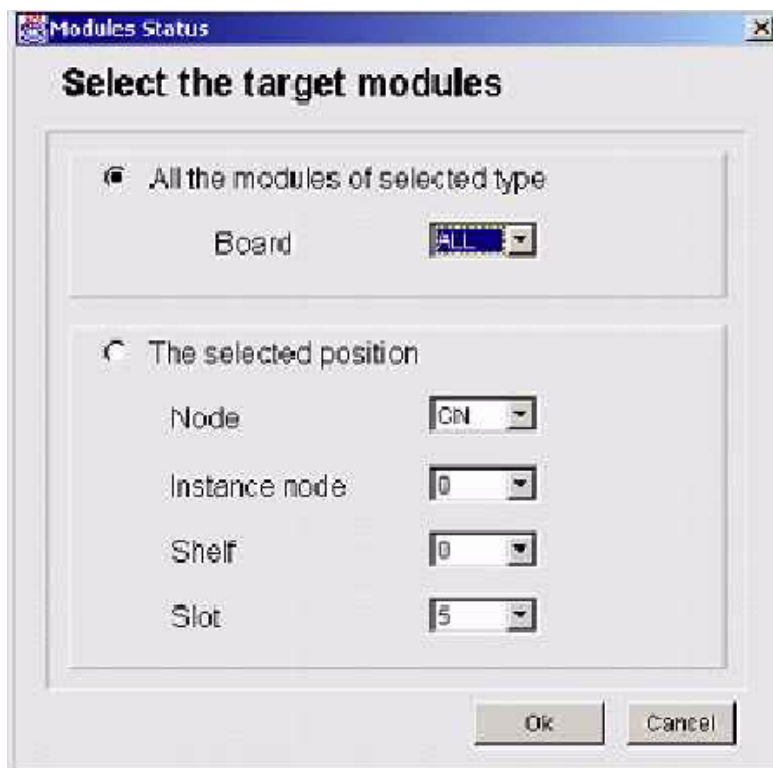 Modules Status
Select the target modules
All the modules of selected type
Board ALL
The selected position
Node CN
Instance node 0
Shelf 0
Slot 5
Ok Cancel